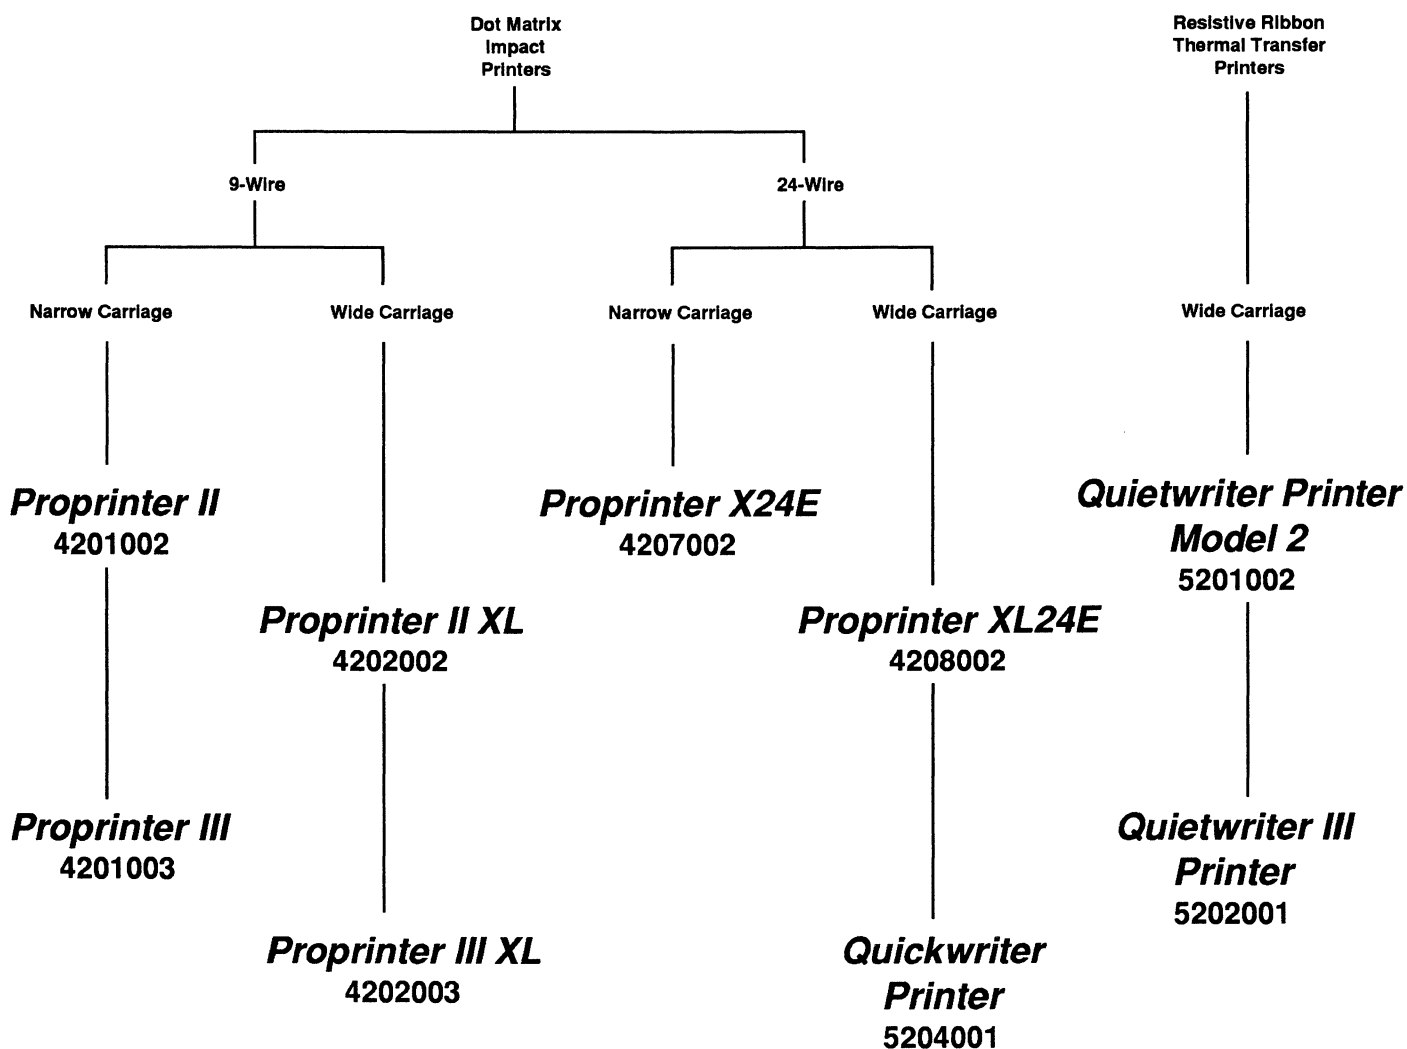 Dot Matrix
Impact
Printers
Resistive Ribbon
Thermal Transfer
Printers
9-Wire
24-Wire
Narrow Carriage
Wide Carriage
Narrow Carriage
Wide Carriage
Wide Carriage
Proprinter II
4201002
Proprinter X24E
4207002
Quietwriter Printer
Model 2
5201002
Proprinter II XL
4202002
Proprinter XL24E
4208002
Proprinter III
4201003
Quietwriter III
Printer
5202001
Proprinter III XL
4202003
Quickwriter
Printer
5204001